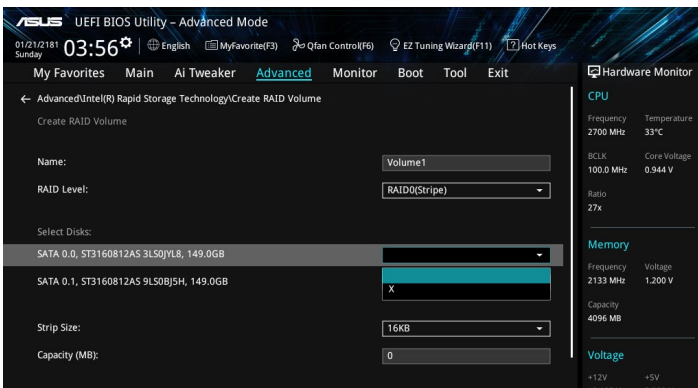 ASUS UEFI BIOS Utility – Advanced Mode
01/21/2181 Sunday 03:56 English MyFavorite(F3) Qfan Control(F6) EZ Tuning Wizard(F11) ? Hot Keys
My Favorites Main Ai Tweaker Advanced Monitor Boot Tool Exit
← Advanced\Intel(R) Rapid Storage Technology\Create RAID Volume
Create RAID Volume
Name: Volume1
RAID Level: RAID0(Stripe)
Select Disks:
SATA 0.0, ST3160812AS 3LS0JYL8, 149.0GB
SATA 0.1, ST3160812AS 9LS0BJ5H, 149.0GB
X
Strip Size: 16KB
Capacity (MB): 0
Hardware Monitor
CPU
Frequency Temperature
2700 MHz 33°C
BCLK Core Voltage
100.0 MHz 0.944 V
Ratio
27x
Memory
Frequency Voltage
2133 MHz 1.200 V
Capacity
4096 MB
Voltage
+12V +5V